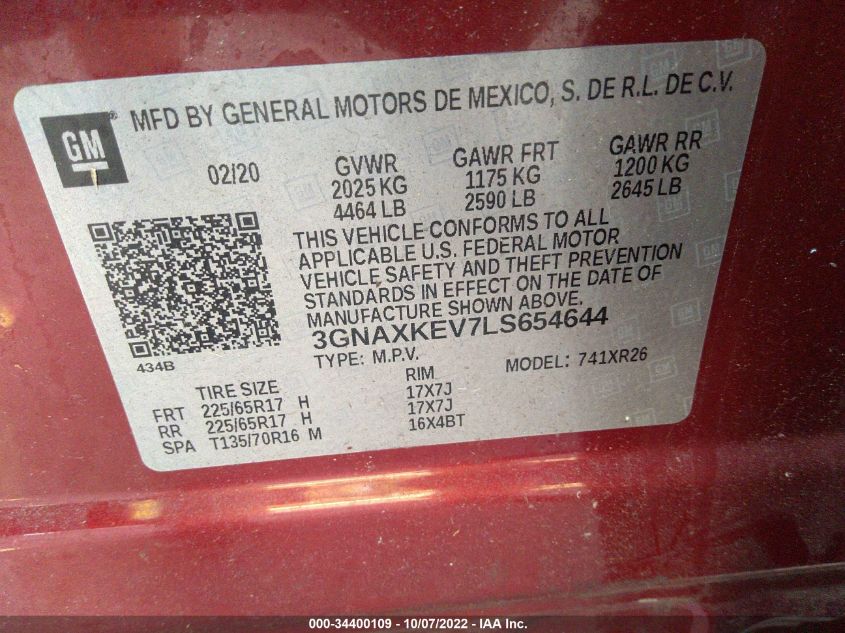 GM
MFD BY GENERAL MOTORS DE MEXICO, S. DE R.L. DE C.V.
02/20 GVWR GAWR FRT GAWR RR
2025 KG 1175 KG 1200 KG
4464 LB 2590 LB 2645 LB
THIS VEHICLE CONFORMS TO ALL
APPLICABLE U.S. FEDERAL MOTOR
VEHICLE SAFETY AND THEFT PREVENTION
STANDARDS IN EFFECT ON THE DATE OF
MANUFACTURE SHOWN ABOVE.
3GNAXKEV7LS654644
434B
TYPE: M.P.V. MODEL: 741XR26
TIRE SIZE RIM
FRT 225/65R17 H 17X7J
RR 225/65R17 H 17X7J
SPA T135/70R16 M 16X4BT
000-34400109 - 10/07/2022 - IAA Inc.